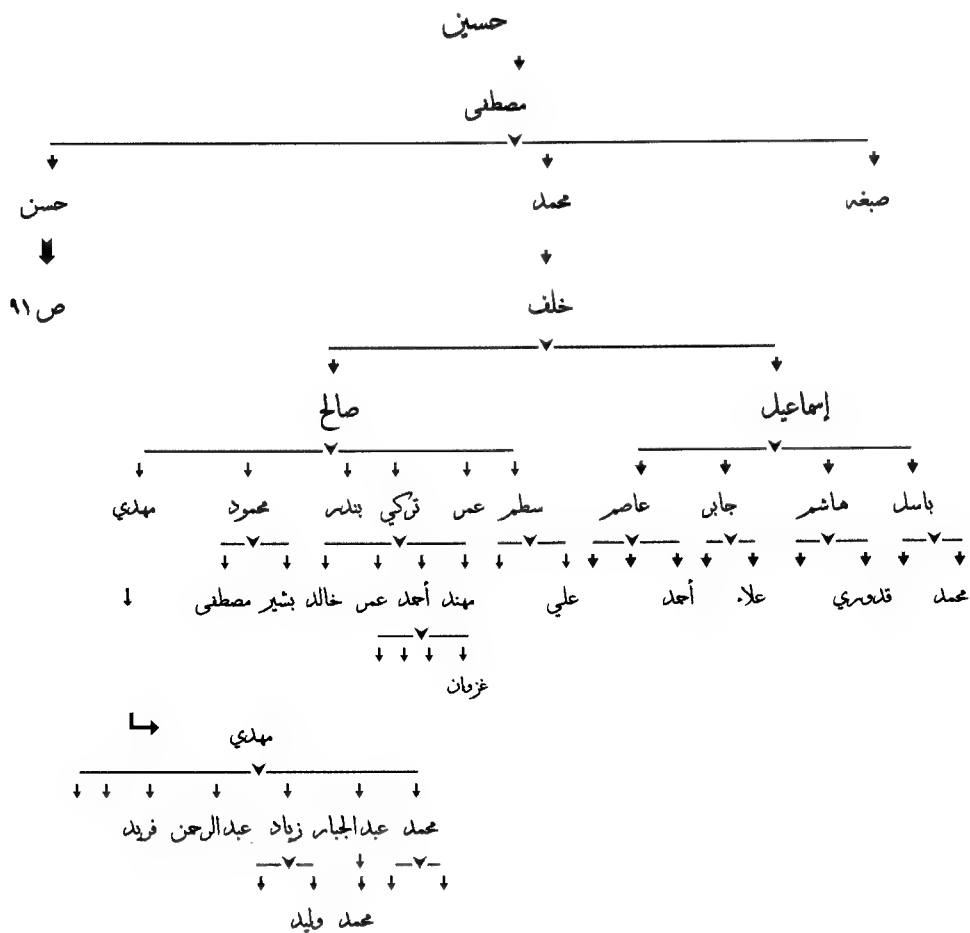 حسين
مصطفى
صبغه محمد حسن
خلف ص ٩١
إسماعيل صالح
باسل هاشم جابر عاصم سطم عمر تركي بندر محمود مهدي
محمد قدوري علاء أحمد علي مهند أحمد عمر خالد بشير مصطفى
غزوان
مهدي
محمد عبدالجبار زياد عبدالرحمن فريد
محمد وليد